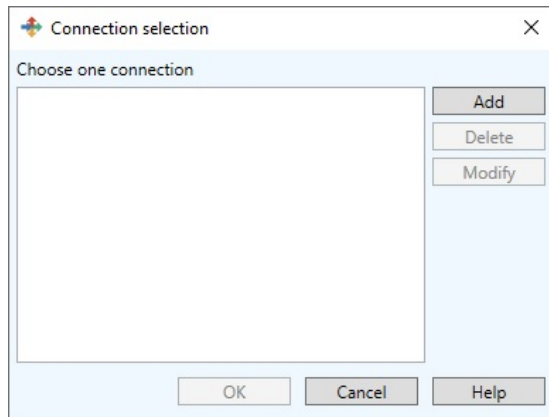 Connection selection
Choose one connection
Add
Delete
Modify
OK Cancel Help